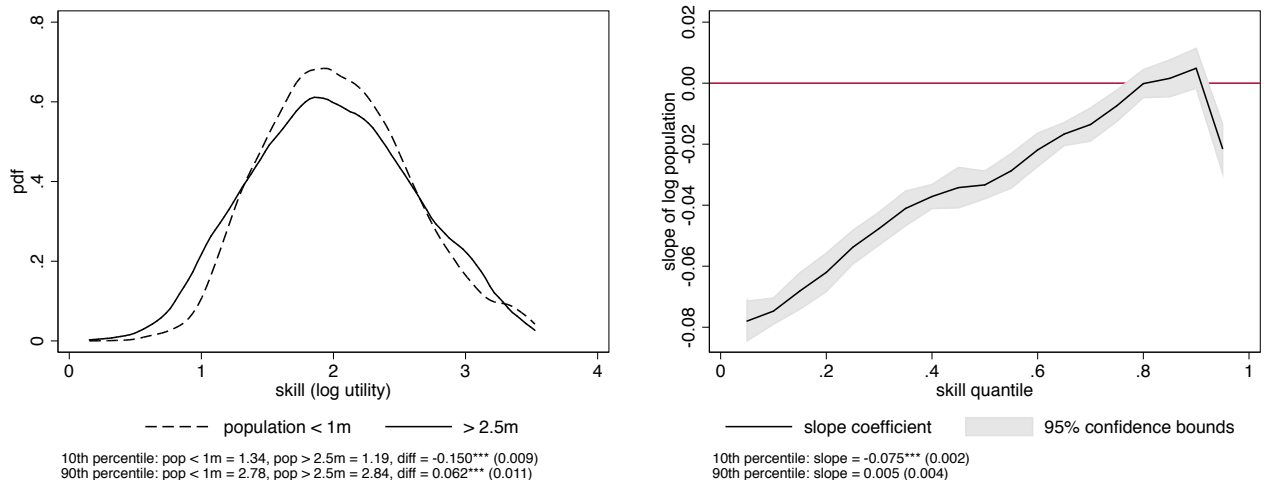 .8
.6
.4
.2
0
pdf
0 1 2 3 4
skill (log utility)
population < 1m > 2.5m
10th percentile: pop < 1m = 1.34, pop > 2.5m = 1.19, diff = -0.150*** (0.009)
90th percentile: pop < 1m = 2.78, pop > 2.5m = 2.84, diff = 0.062*** (0.011)
0.02
0.00
-0.02
-0.04
-0.06
-0.08
slope of log population
0 .2 .4 .6 .8 1
skill quantile
slope coefficient 95% confidence bounds
10th percentile: slope = -0.075*** (0.002)
90th percentile: slope = 0.005 (0.004)